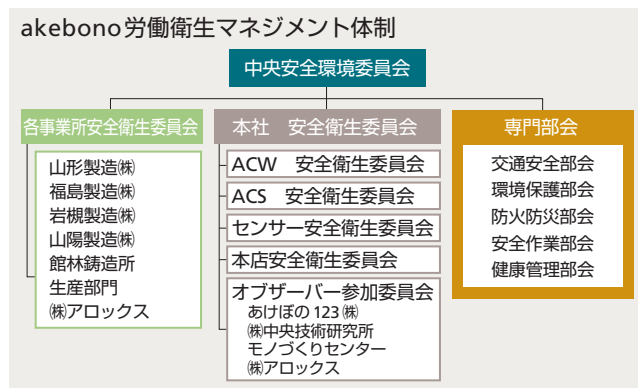 akebono労働衛生マネジメント体制
中央安全環境委員会
各事業所安全衛生委員会
山形製造㈱
福島製造㈱
岩槻製造㈱
山陽製造㈱
館林鋳造所
生産部門
㈱アロックス
本社　安全衛生委員会
ACW　安全衛生委員会
ACS　安全衛生委員会
センサー安全衛生委員会
本店安全衛生委員会
オブザーバー参加委員会
あけぼの123㈱
㈱中央技術研究所
モノづくりセンター
㈱アロックス
専門部会
交通安全部会
環境保護部会
防火防災部会
安全作業部会
健康管理部会